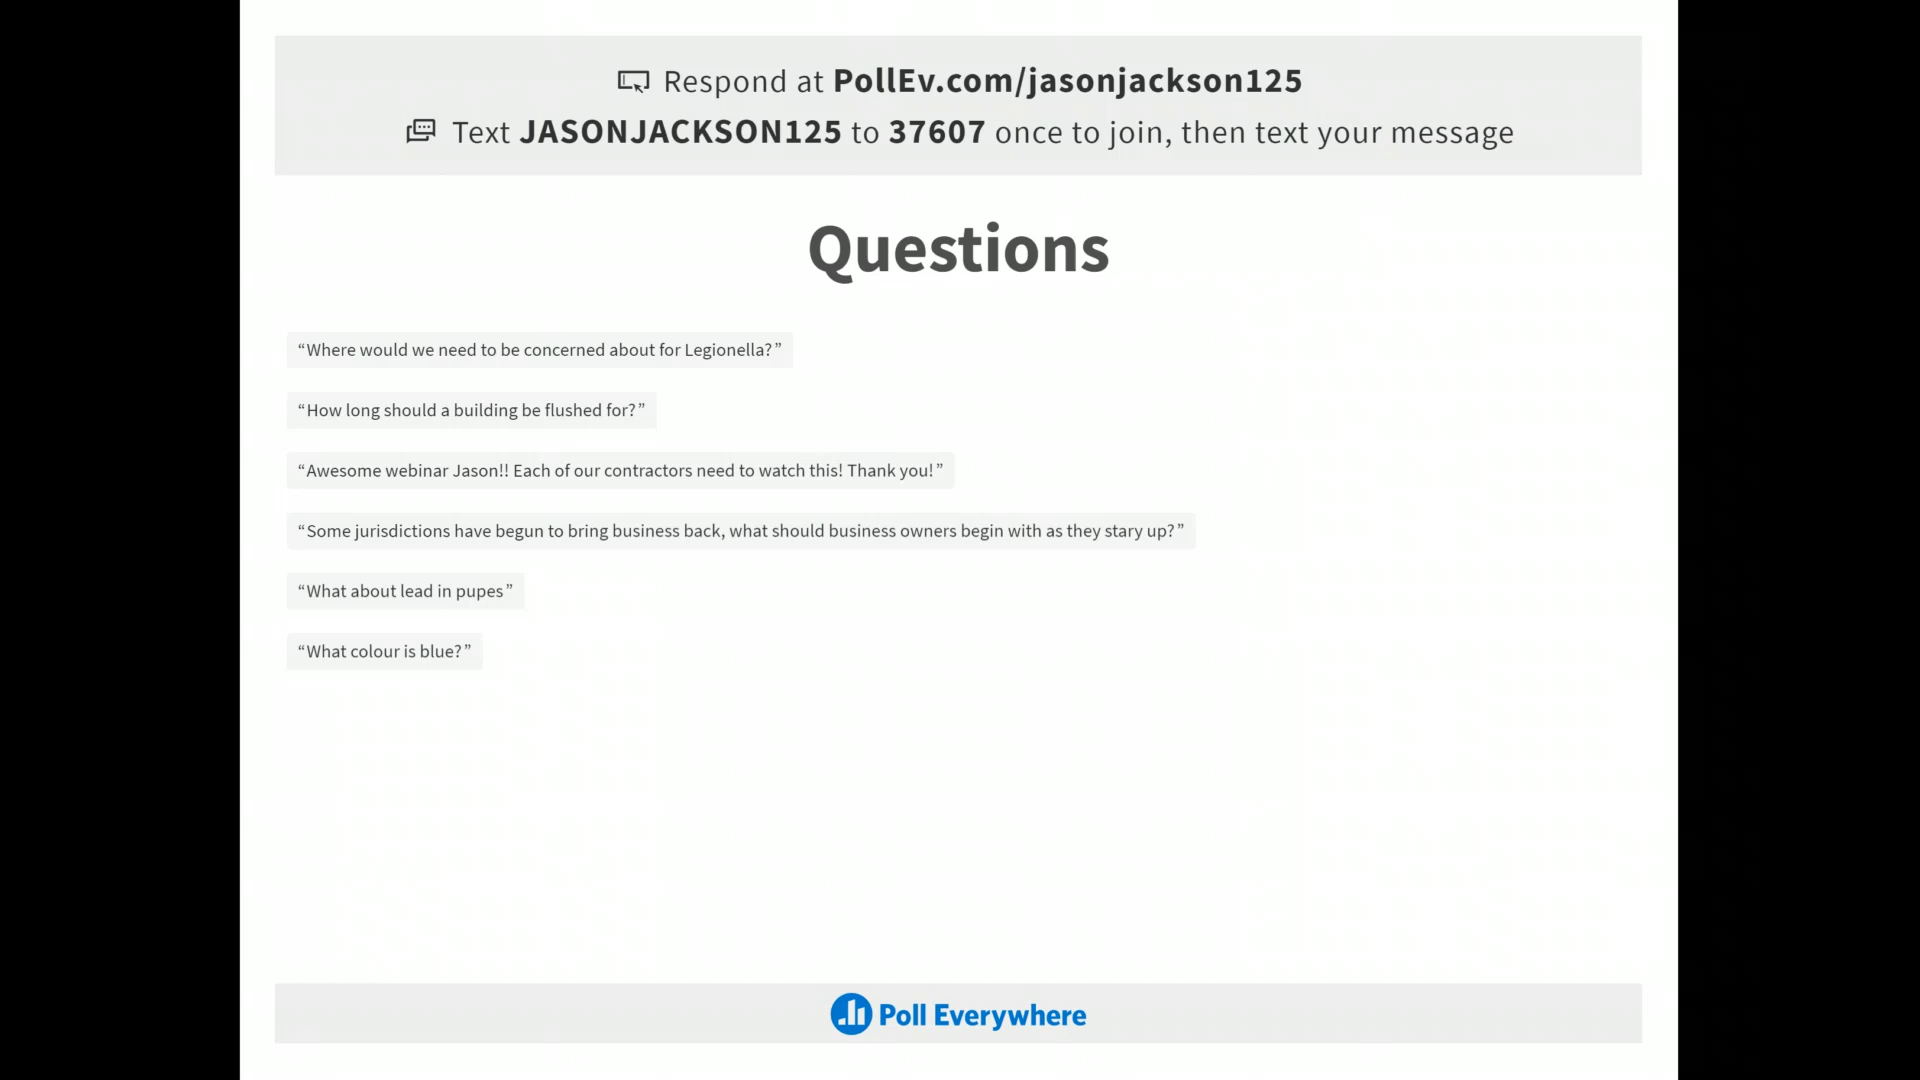 Respond at PollEv.com/jasonjackson125
Text JASONJACKSON125 to 37607 once to join, then text your message
Questions
“Where would we need to be concerned about for Legionella?”
“How long should a building be flushed for?”
“Awesome webinar Jason!! Each of our contractors need to watch this! Thank you!”
“Some jurisdictions have begun to bring business back, what should business owners begin with as they stary up?”
“What about lead in pupes”
“What colour is blue?”
Poll Everywhere